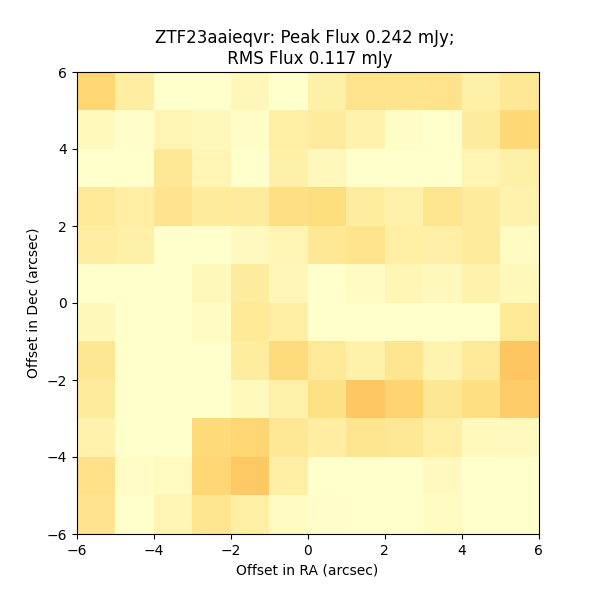 ZTF23aaieqvr: Peak Flux 0.242 mJy;
RMS Flux 0.117 mJy
6
4
2
0
−2
−4
−6
Offset in Dec (arcsec)
−6 −4 −2 0 2 4 6
Offset in RA (arcsec)